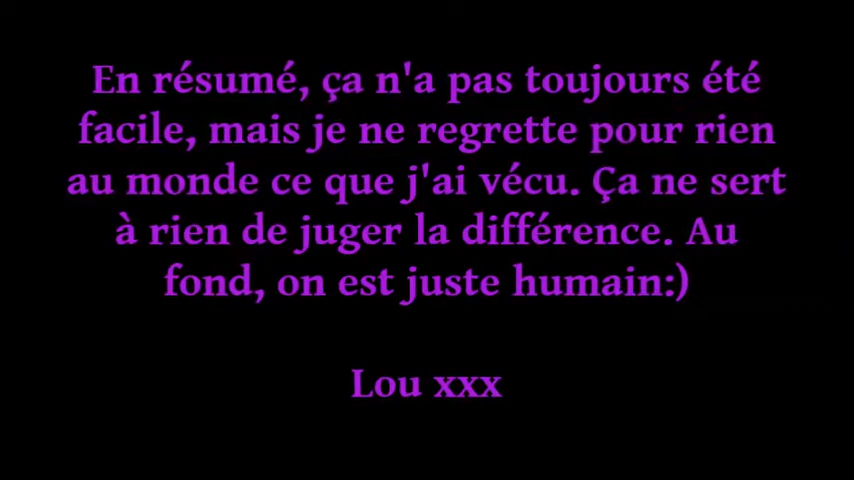 En résumé, ça n'a pas toujours été
facile, mais je ne regrette pour rien
au monde ce que j'ai vécu. Ça ne sert
à rien de juger la différence. Au
fond, on est juste humain:)
Lou xxx